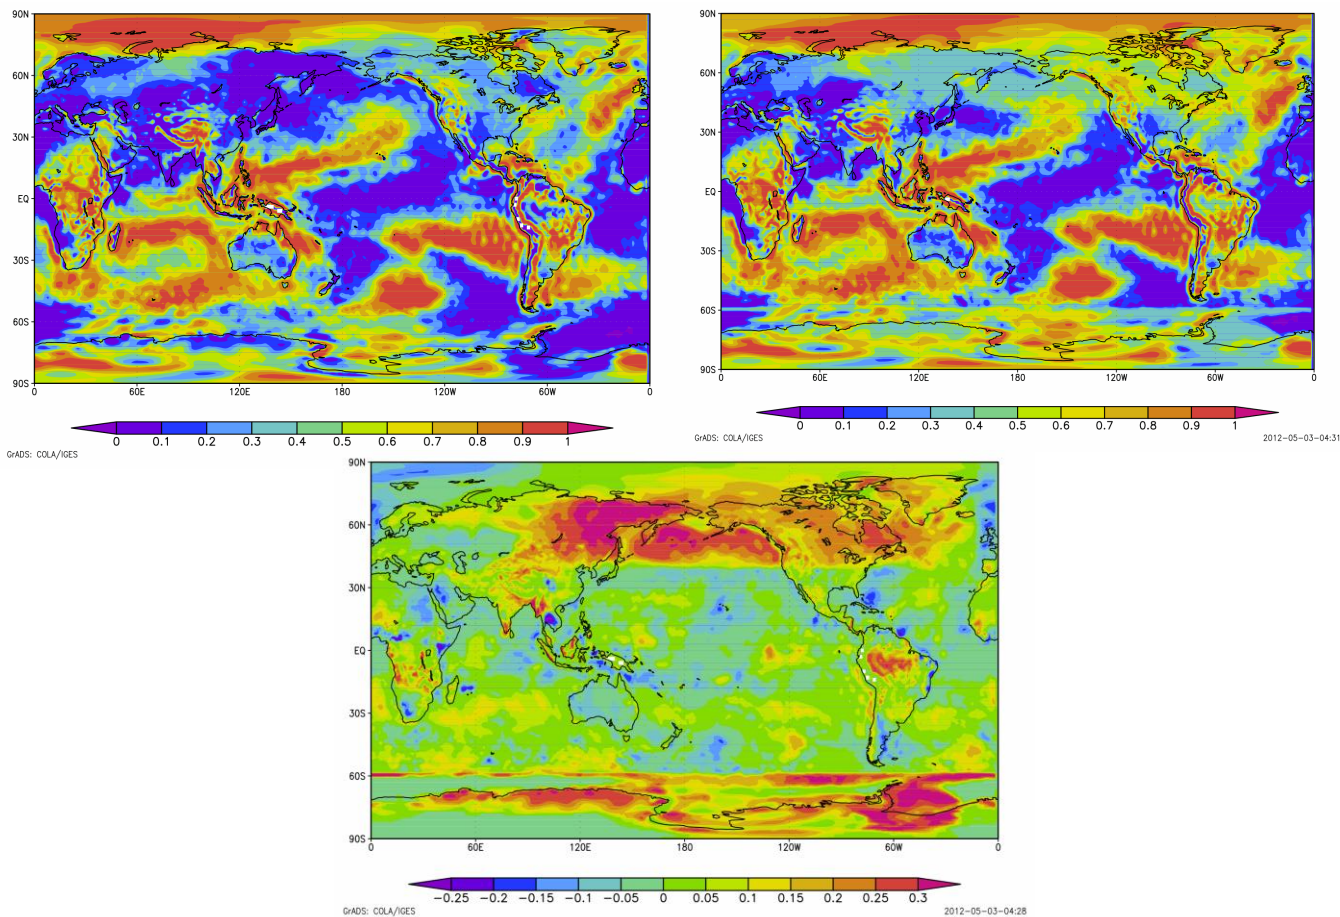 90N
60N
30N
EQ
30S
60S
90S
0 60E 120E 180 120W 60W 0
0 0.1 0.2 0.3 0.4 0.5 0.6 0.7 0.8 0.9 1
GrADS: COLA/IGES
90N
60N
30N
EQ
30S
60S
90S
0 60E 120E 180 120W 60W 0
0 0.1 0.2 0.3 0.4 0.5 0.6 0.7 0.8 0.9 1
GrADS: COLA/IGES 2012-05-03-04:31
90N
60N
30N
EQ
30S
60S
90S
0 60E 120E 180 120W 60W 0
-0.25 -0.2 -0.15 -0.1 -0.05 0 0.05 0.1 0.15 0.2 0.25 0.3
GrADS: COLA/IGES 2012-05-03-04:28